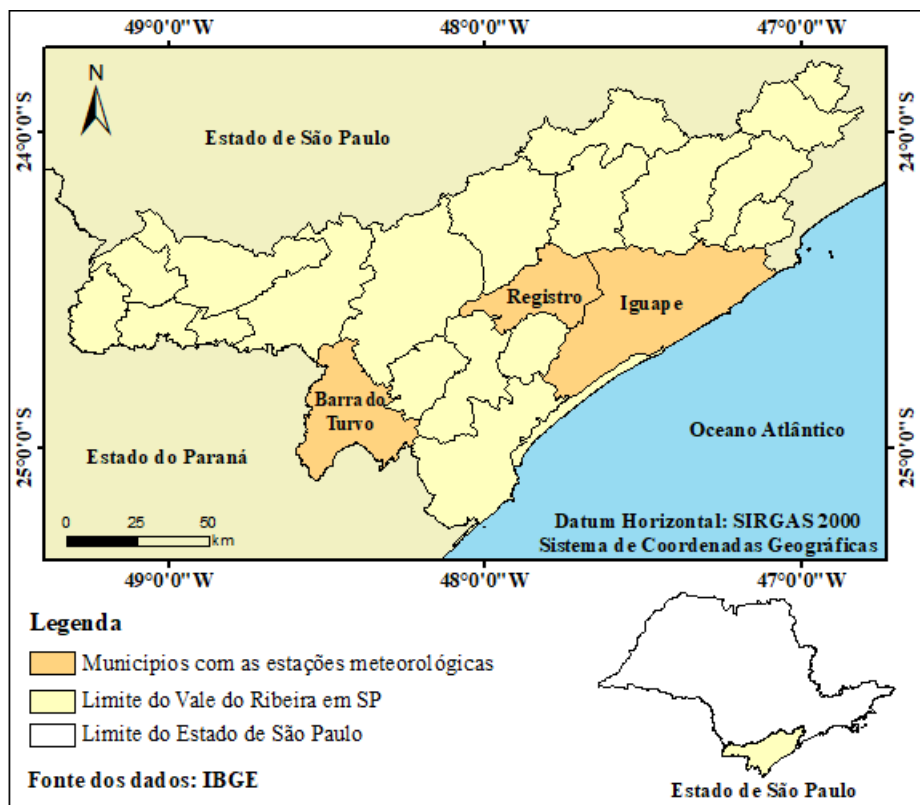 49°0'0"W 48°0'0"W 47°0'0"W
N
24°0'0"S
24°0'0"S
Estado de São Paulo
Registro
Iguape
Barra do
Turvo
Oceano Atlântico
25°0'0"S
25°0'0"S
Estado do Paraná
0 25 50
km
Datum Horizontal: SIRGAS 2000
Sistema de Coordenadas Geográficas
49°0'0"W 48°0'0"W 47°0'0"W
Legenda
Municípios com as estações meteorológicas
Limite do Vale do Ribeira em SP
Limite do Estado de São Paulo
Fonte dos dados: IBGE
Estado de São Paulo